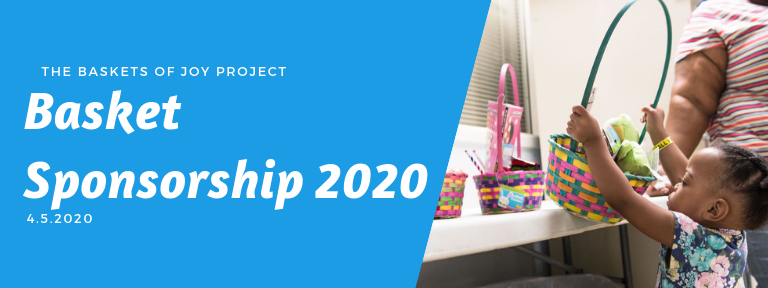 THE BASKETS OF JOY PROJECT
Basket
Sponsorship 2020
4.5.2020